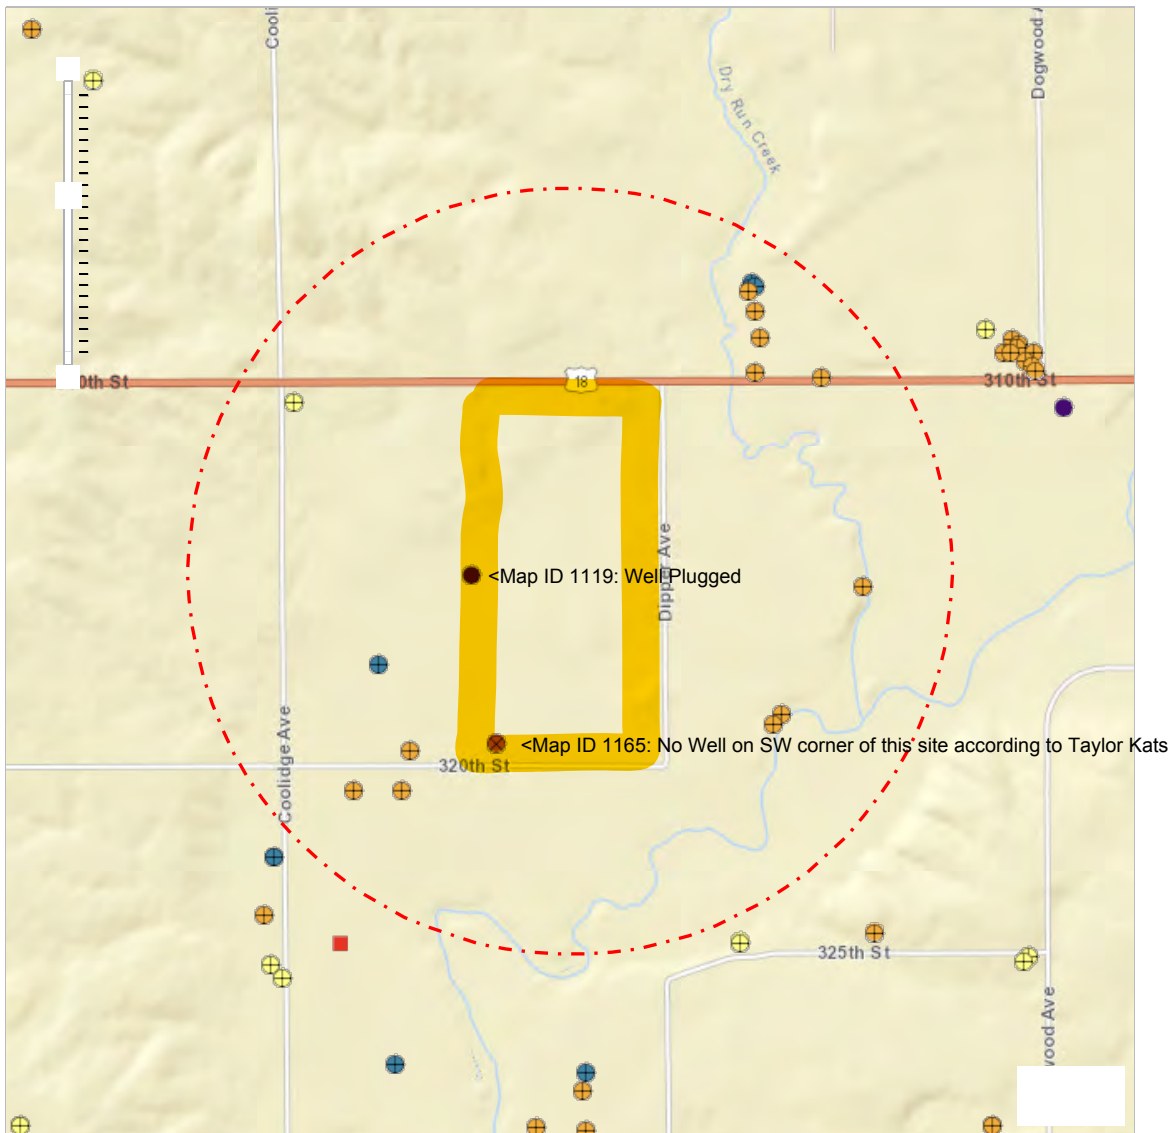 Cooli
Dogwood
Dry Run Creek
0th St
18
310th St
Dipper Ave
<Map ID 1119: Well Plugged
Coolidge Ave
<Map ID 1165: No Well on SW corner of this site according to Taylor Kats
320th St
325th St
wood Ave